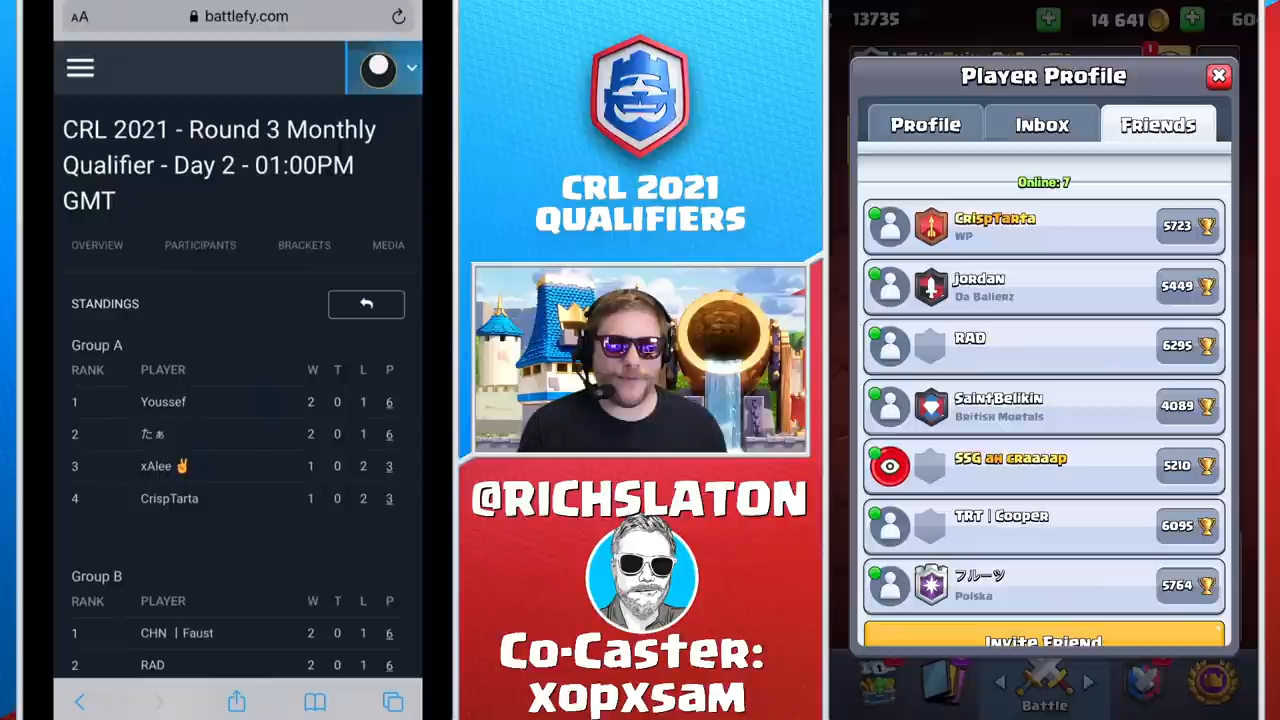 AA
battlefy.com
CRL 2021 - Round 3 Monthly
Qualifier - Day 2 - 01:00PM
GMT
OVERVIEW PARTICIPANTS BRACKETS MEDIA
STANDINGS
Group A
RANK PLAYER W T L P
1 Youssef 2 0 1 6
2 たぁ 2 0 1 6
3 xAlee ✌ 1 0 2 3
4 CrispTarta 1 0 2 3
Group B
RANK PLAYER W T L P
1 CHN | Faust 2 0 1 6
2 RAD 2 0 1 6
CRL 2021
QUALIFIERS
@RICHSLATON
Co-Caster:
xopxsam
13735
14 641
Player Profile
Profile Inbox Friends
Online: 7
CrispTarta
WP
5723
jordan
Da Ballerz
5449
RAD
6295
SaintBelikin
British Mortals
4089
SSG ah craaaap
5210
TRT | Cooper
6095
フルーツ
Polska
5764
Invite Friend
Battle